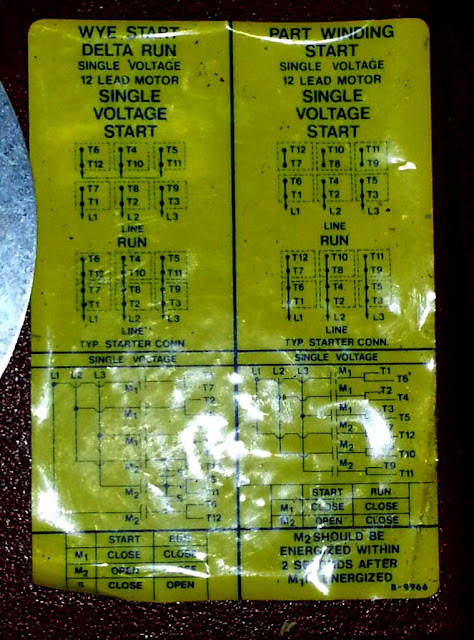 WYE START
DELTA RUN
SINGLE VOLTAGE
12 LEAD MOTOR
SINGLE
VOLTAGE
START
T6 T4 T5
T12 T10 T11
T7 T8 T9
T1 T2 T3
L1 L2 L3
LINE
RUN
T6 T4 T5
T12 T10 T11
T7 T8 T9
T1 T2 T3
L1 L2 L3
LINE
TYP. STARTER CONN.
SINGLE VOLTAGE
L1 L2 L3
M1 T7
M1 T2
M2
T1
T6
M2 T12
START RUN
M1 CLOSE CLOSE
M2 OPEN CLOSE
S CLOSE OPEN
PART WINDING
START
SINGLE VOLTAGE
12 LEAD MOTOR
SINGLE
VOLTAGE
START
T12 T10 T11
T7 T8 T9
T6 T4 T5
T1 T2 T3
L1 L2 L3
LINE
RUN
T12 T10 T11
T7 T8 T9
T6 T4 T5
T1 T2 T3
L1 L2 L3
LINE
TYP. STARTER CONN.
SINGLE VOLTAGE
L1 L2 L3 M1 T1
T6
M1 T2
T4
M1 T3
T5
M2 T7
T12
M2
T10
M2 T9
T11
START RUN
M1 CLOSE CLOSE
M2 OPEN CLOSE
M2 SHOULD BE
ENERGIZED WITHIN
2 SECONDS AFTER
M1 ENERGIZED
B-9966